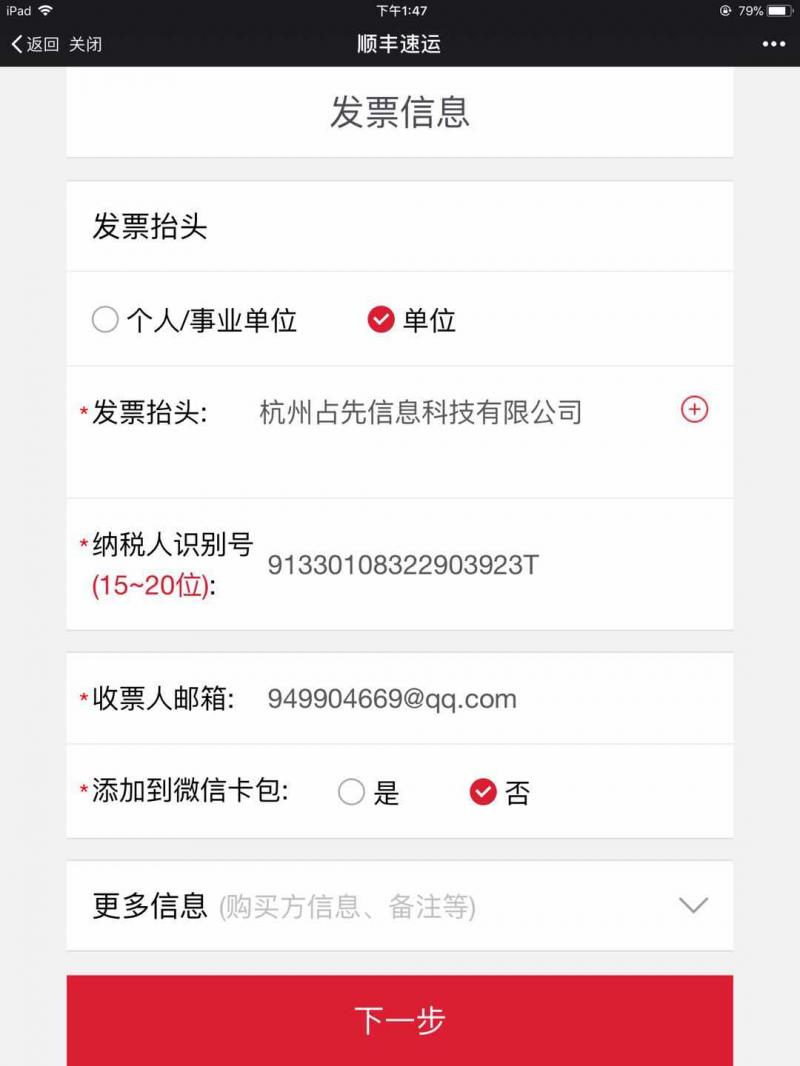 iPad 下午1:47 79%
返回 关闭 顺丰速运
发票信息
发票抬头
个人/事业单位 单位
*发票抬头: 杭州占先信息科技有限公司
*纳税人识别号
(15~20位): 91330108322903923T
*收票人邮箱: 949904669@qq.com
*添加到微信卡包: 是 否
更多信息 (购买方信息、备注等)
下一步